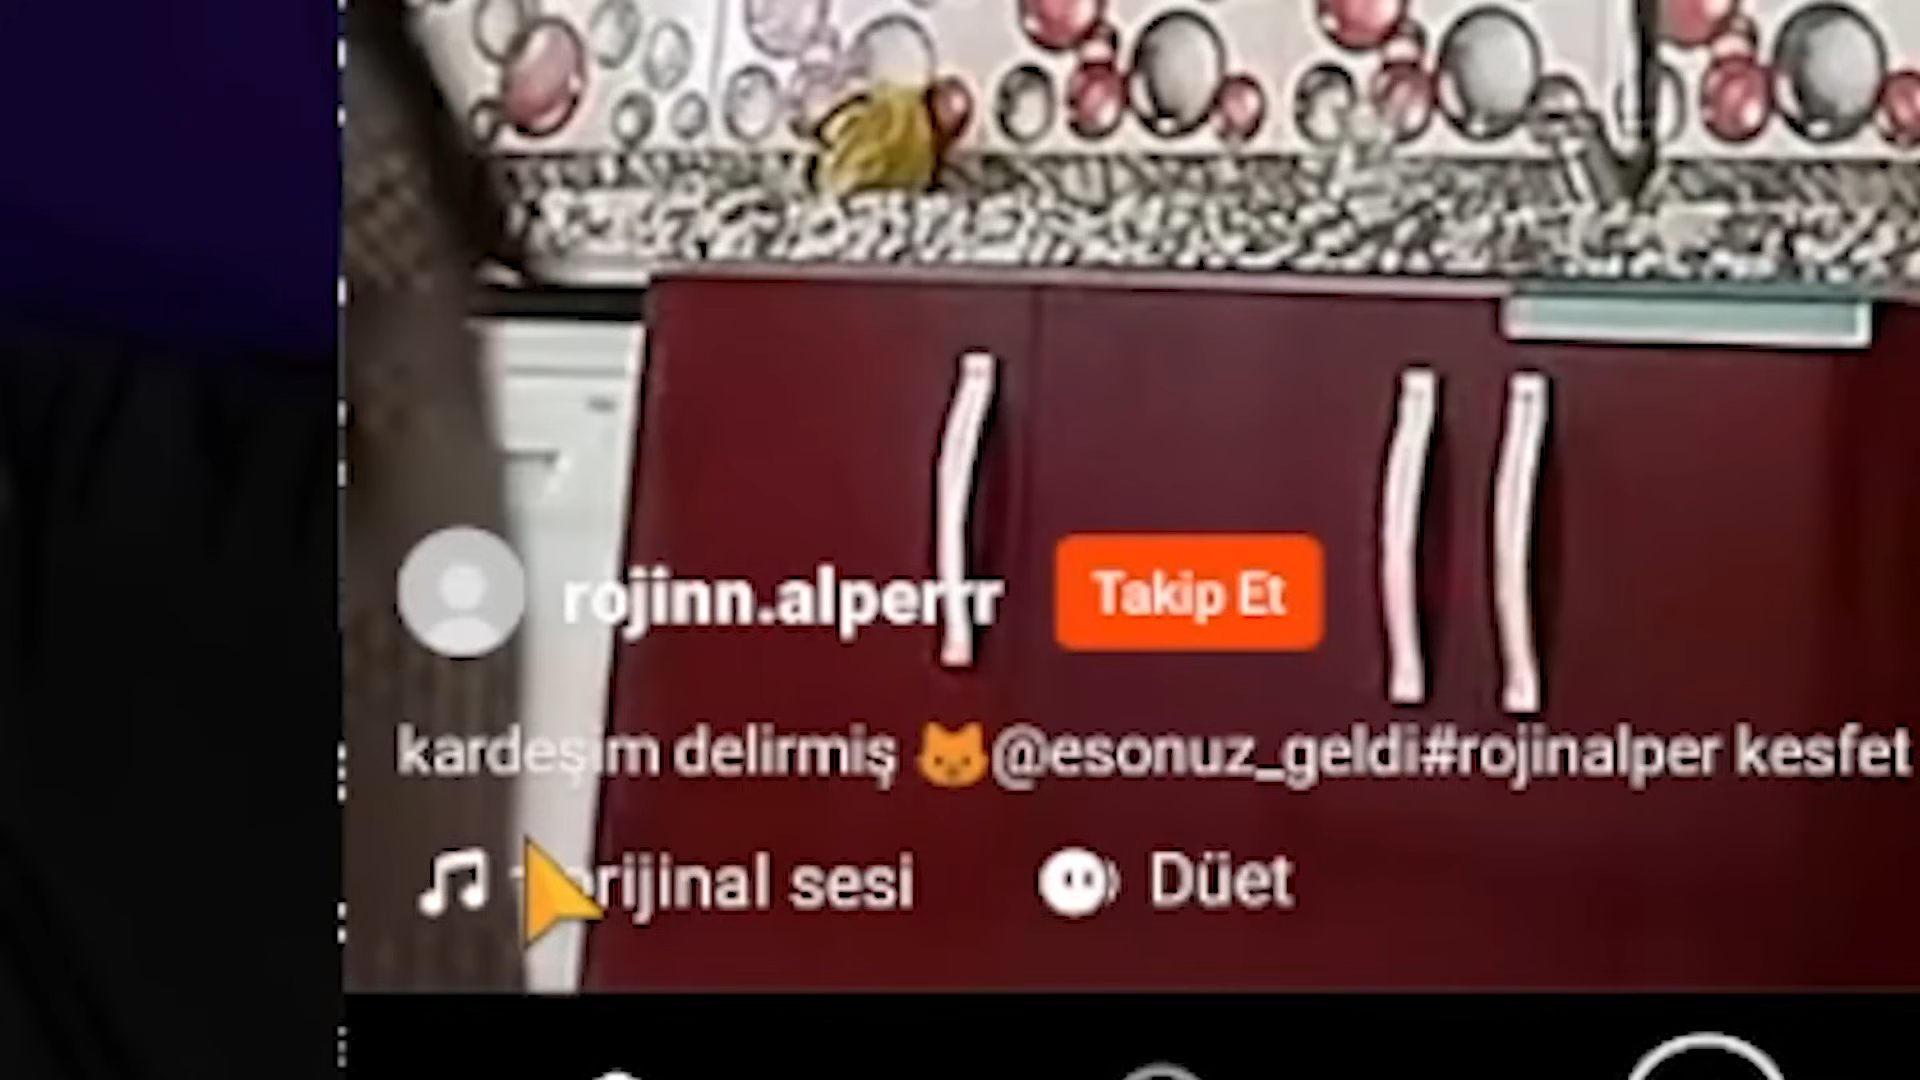 rojinn.alperrr
Takip Et
kardeşim delirmiş 🐱@esonuz_geldi#rojinalper kesfet
orijinal sesi
Düet